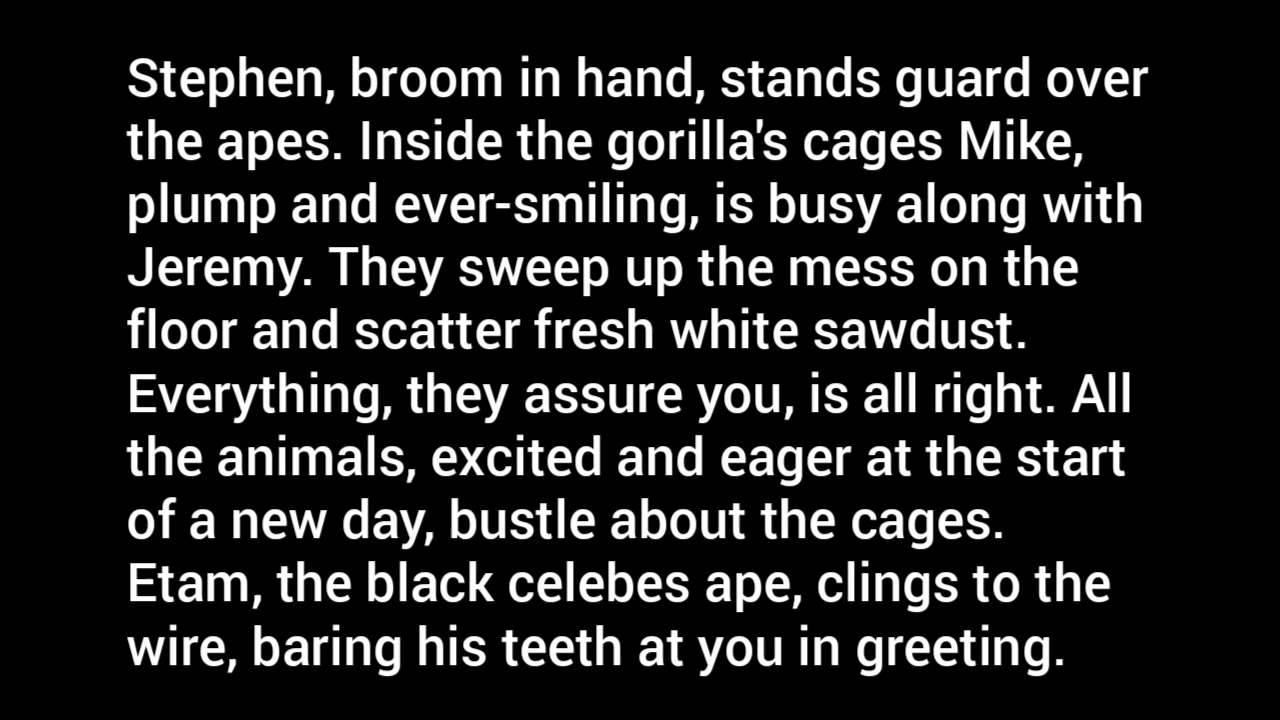 Stephen, broom in hand, stands guard over
the apes. Inside the gorilla's cages Mike,
plump and ever-smiling, is busy along with
Jeremy. They sweep up the mess on the
floor and scatter fresh white sawdust.
Everything, they assure you, is all right. All
the animals, excited and eager at the start
of a new day, bustle about the cages.
Etam, the black celebes ape, clings to the
wire, baring his teeth at you in greeting.